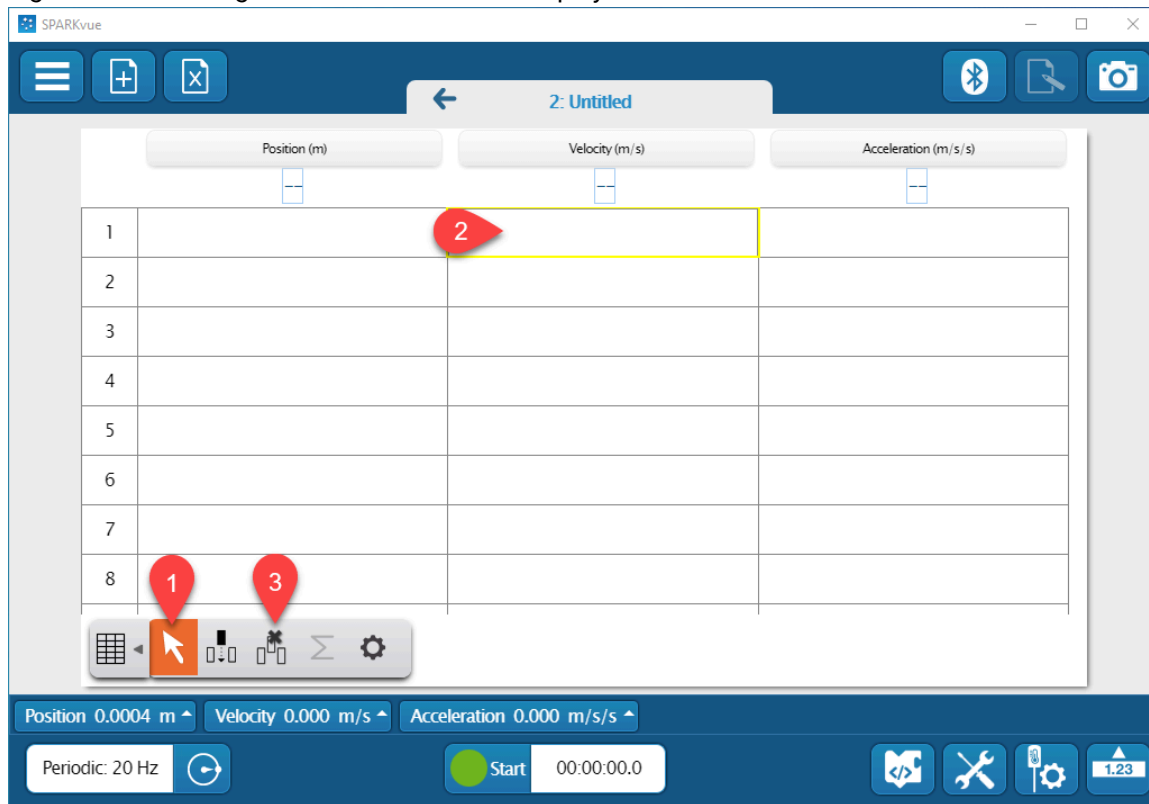 SPARKvue
2: Untitled
Position (m) Velocity (m/s) Acceleration (m/s/s)
-- -- --
1 2
2
3
4
5
6
7
8 1 3
Position 0.0004 m Velocity 0.000 m/s Acceleration 0.000 m/s/s
Periodic: 20 Hz Start 00:00:00.0 </> 1.23